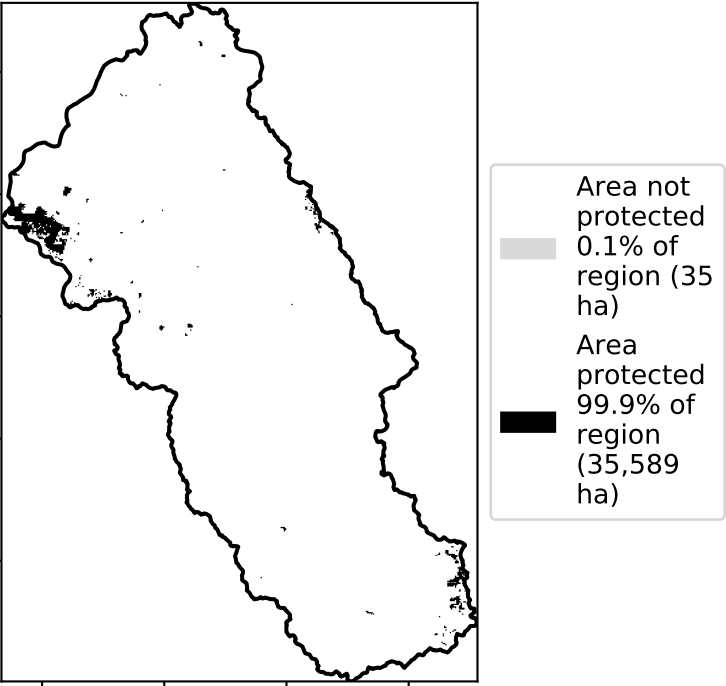 Area not
protected
0.1% of
region (35
ha)
Area
protected
99.9% of
region
(35,589
ha)